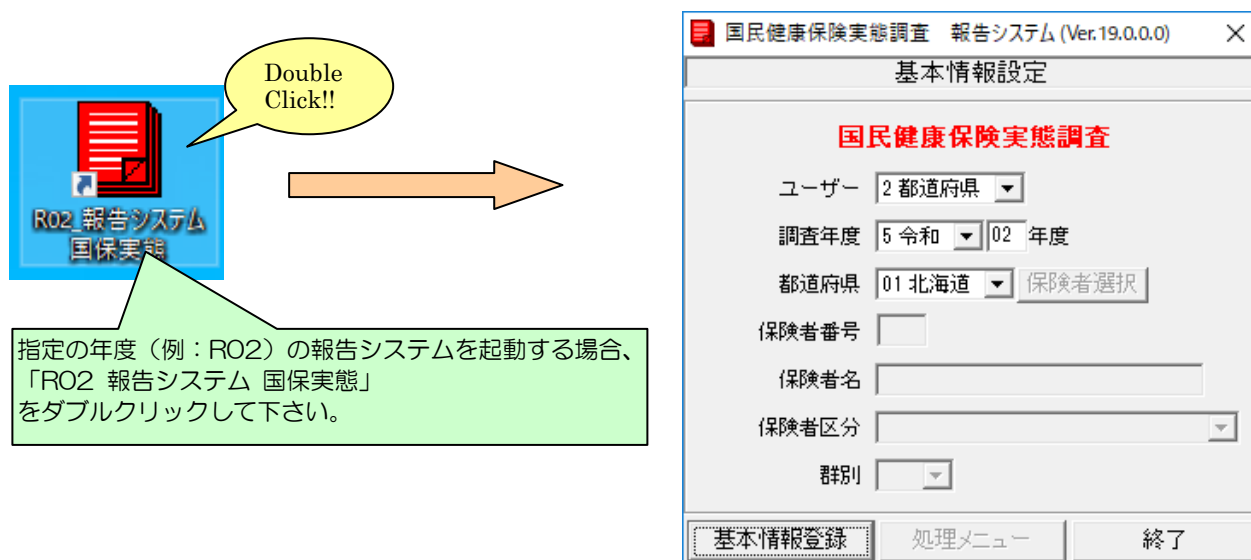 Double
Click!!
R02_報告システム
国保実態
指定の年度（例：R02）の報告システムを起動する場合、
「R02 報告システム 国保実態」
をダブルクリックして下さい。
国民健康保険実態調査　報告システム (Ver.19.0.0.0)
基本情報設定
国民健康保険実態調査
ユーザー 2 都道府県
調査年度 5 令和 02 年度
都道府県 01 北海道 保険者選択
保険者番号
保険者名
保険者区分
群別
基本情報登録 処理メニュー 終了